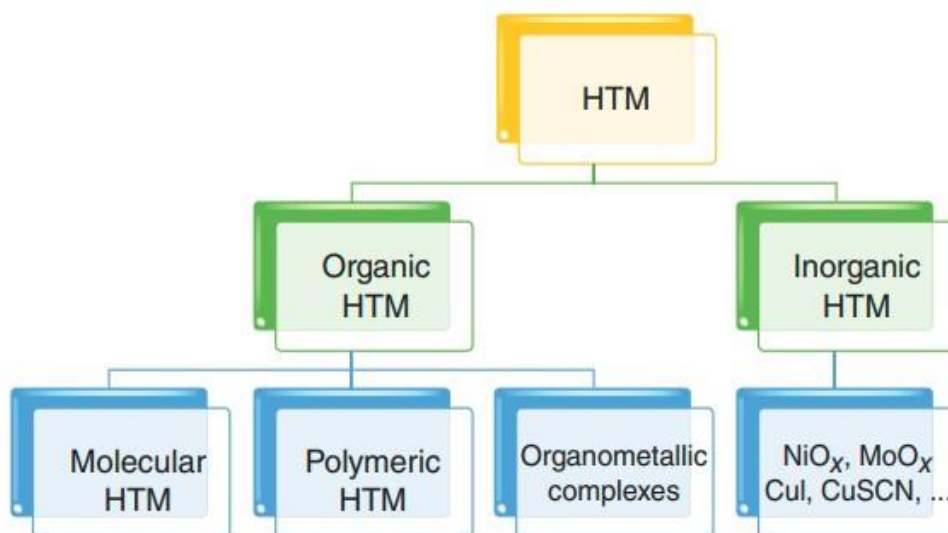 HTM
Organic
HTM
Inorganic
HTM
Molecular
HTM
Polymeric
HTM
Organometallic
complexes
NiOₓ, MoOₓ
CuI, CuSCN, ...